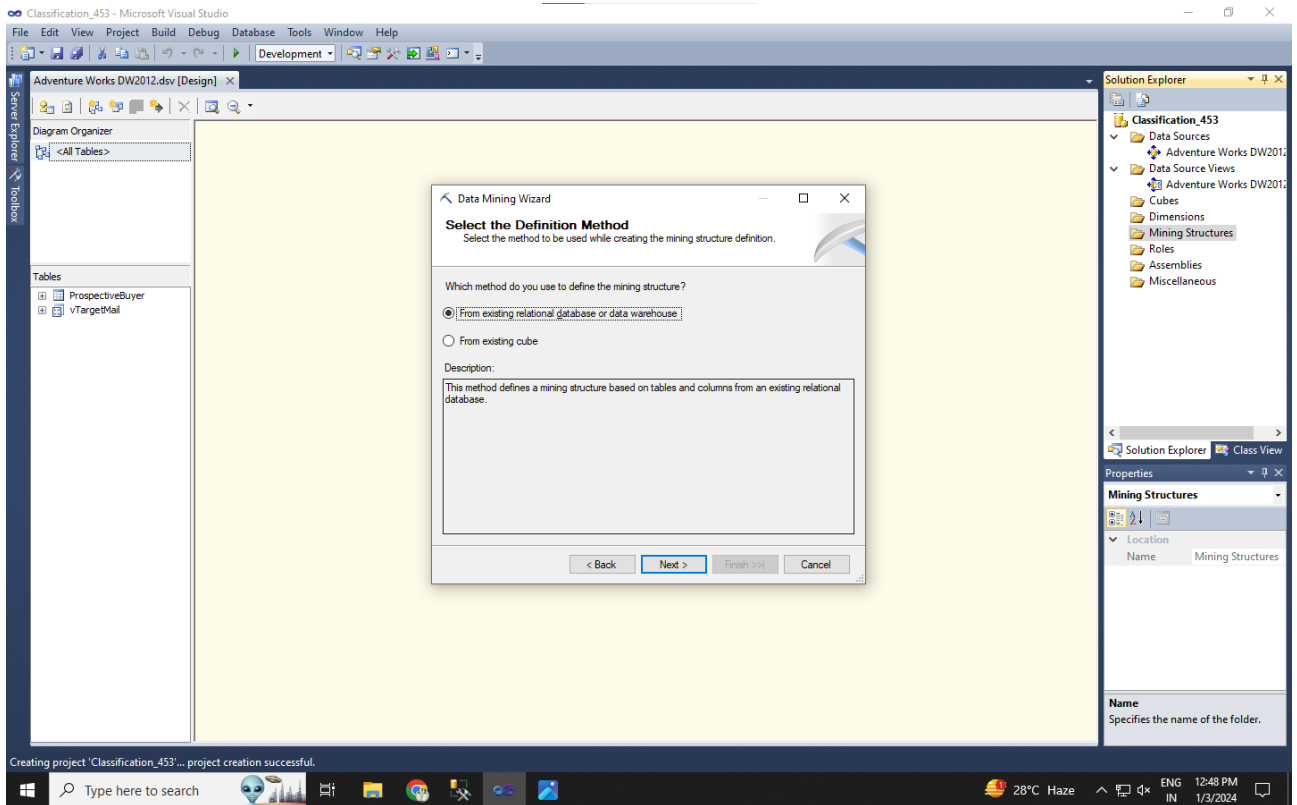 Classification_453 - Microsoft Visual Studio
File Edit View Project Build Debug Database Tools Window Help
Development
Server Explorer
Toolbox
Adventure Works DW2012.dsv [Design]
Diagram Organizer
<All Tables>
Tables
ProspectiveBuyer
vTargetMail
Data Mining Wizard
Select the Definition Method
Select the method to be used while creating the mining structure definition.
Which method do you use to define the mining structure?
From existing relational database or data warehouse
From existing cube
Description:
This method defines a mining structure based on tables and columns from an existing relational
database.
< Back Next > Finish >>| Cancel
Solution Explorer
Classification_453
Data Sources
Adventure Works DW2012
Data Source Views
Adventure Works DW2012
Cubes
Dimensions
Mining Structures
Roles
Assemblies
Miscellaneous
Solution Explorer Class View
Properties
Mining Structures
Location
Name Mining Structures
Name
Specifies the name of the folder.
Creating project 'Classification_453'... project creation successful.
Type here to search
28°C Haze
ENG
IN
12:48 PM
1/3/2024